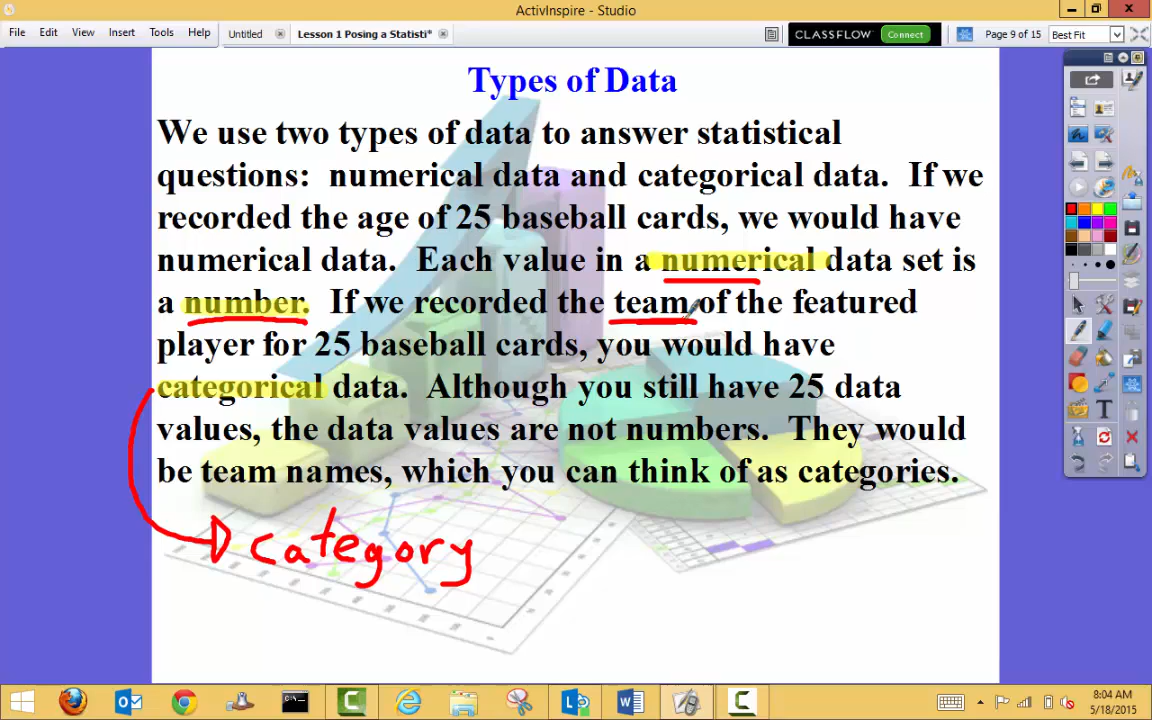 ActivInspire - Studio
File Edit View Insert Tools Help Untitled Lesson 1 Posing a Statisti* CLASSFLOW Connect Page 9 of 15 Best Fit
Types of Data
We use two types of data to answer statistical
questions: numerical data and categorical data. If we
recorded the age of 25 baseball cards, we would have
numerical data. Each value in a numerical data set is
a number. If we recorded the team of the featured
player for 25 baseball cards, you would have
categorical data. Although you still have 25 data
values, the data values are not numbers. They would
be team names, which you can think of as categories.
category
8:04 AM
5/18/2015